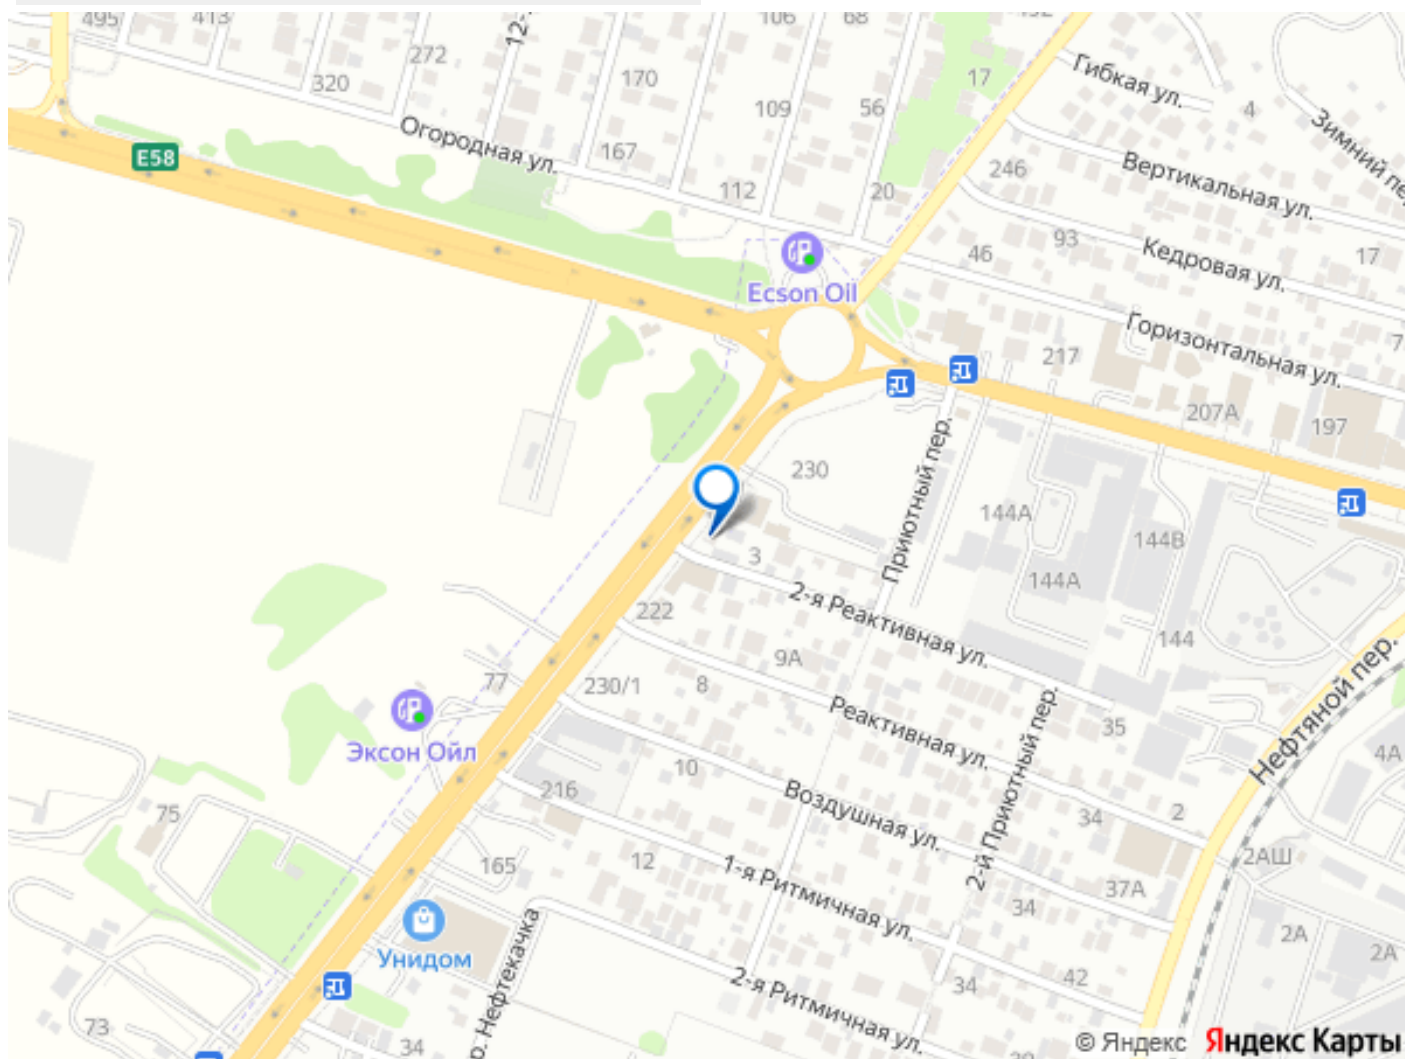 495
413
12-
106
68
432
272
320
170
17
Гибкая ул.
4
109
56
Зимний пер
Огородная ул.
E58
167
112
20
246
Вертикальная ул.
46
93
Кедровая ул.
17
Ecson Oil
Горизонтальная ул.
7
217
207А
197
230
Приютный пер.
144А
144В
144А
3
2-я Реактивная ул.
222
9А
144
77
230/1
8
Реактивная ул.
2-й Приютный пер.
35
Нефтяной пер.
4А
Эксон Ойл
10
216
Воздушная ул.
34
2
75
165
12
1-я Ритмичная ул.
2АШ
37А
34
2А
2А
Унидом
р. Нефтекачка
2-я Ритмичная ул.
34
42
73
34
© Яндекс Яндекс Карты